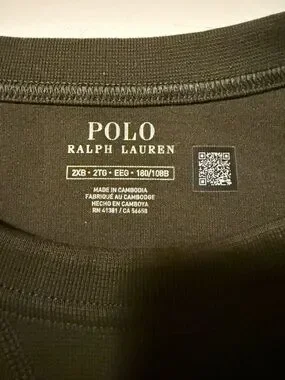 POLO
RALPH LAUREN
2XB • 2TG • EEG • 180/108B
MADE IN CAMBODIA
FABRIQUÉ AU CAMBODGE
HECHO EN CAMBOYA
RN 41381 / CA 56458